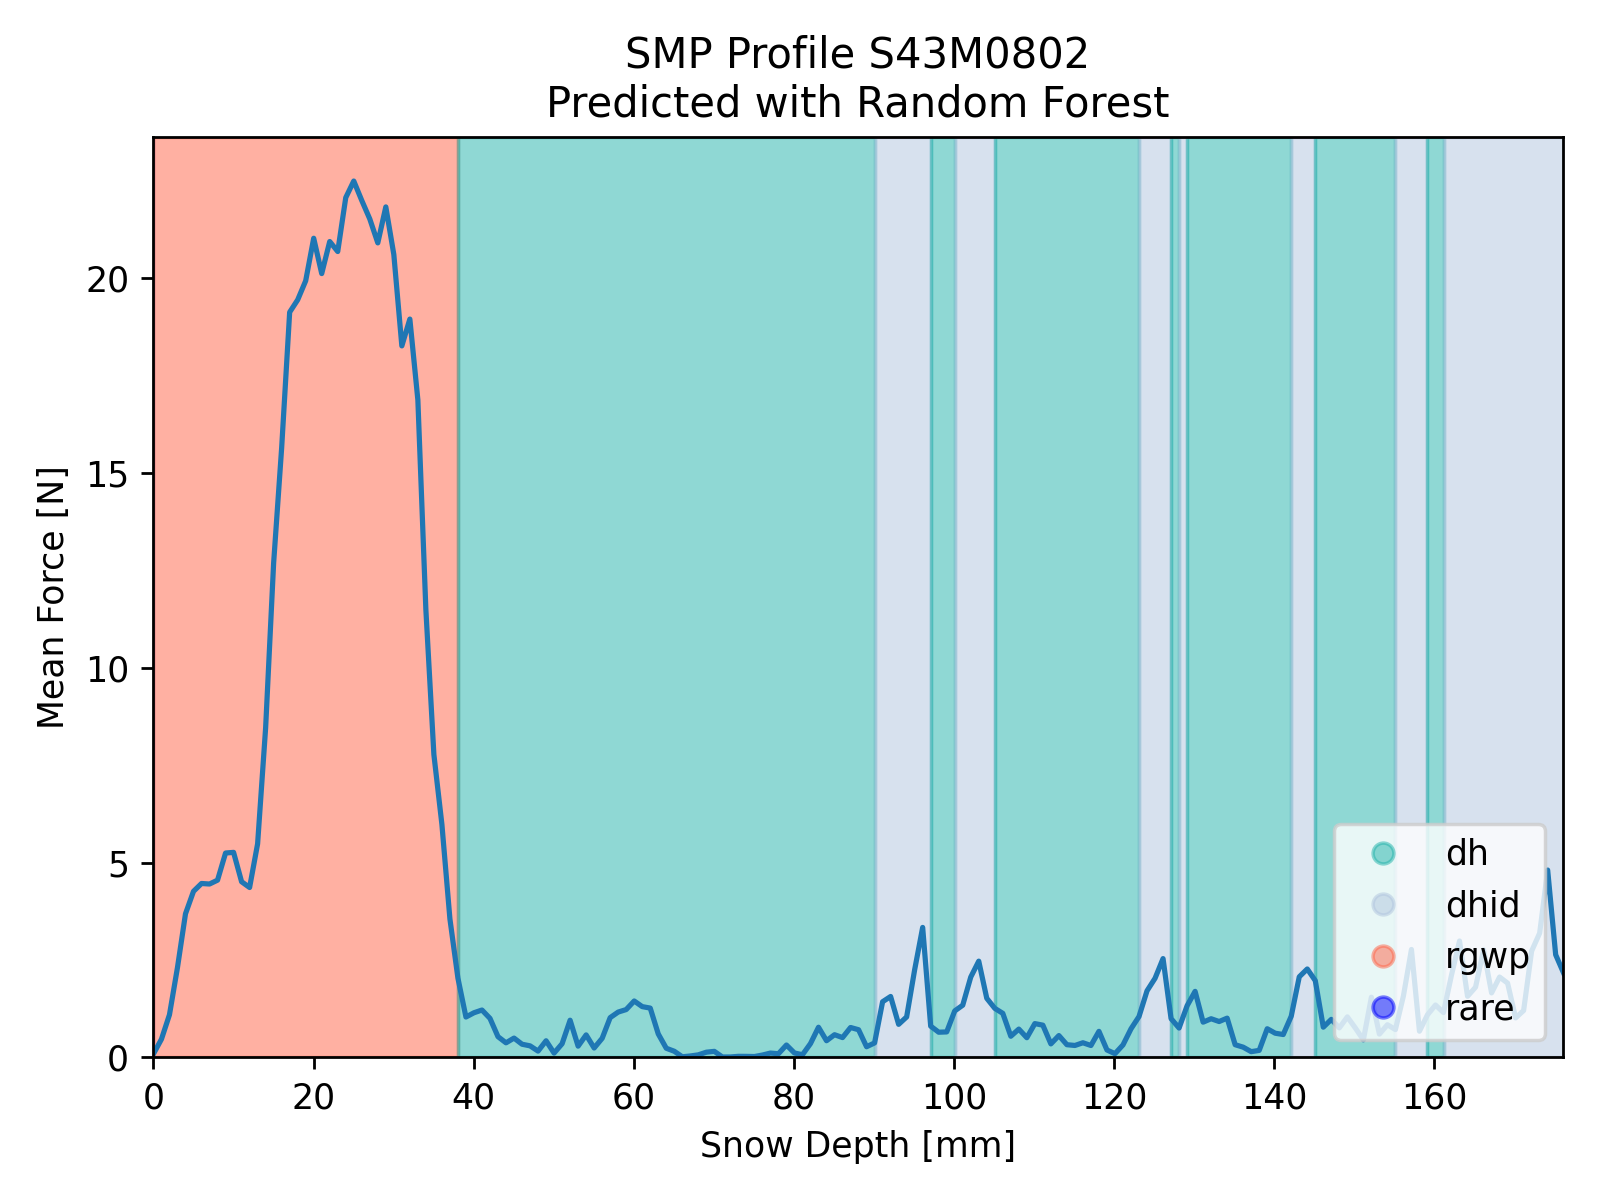 SMP Profile S43M0802
Predicted with Random Forest
Mean Force [N]
20
15
10
5
0
dh
dhid
rgwp
rare
0 20 40 60 80 100 120 140 160
Snow Depth [mm]